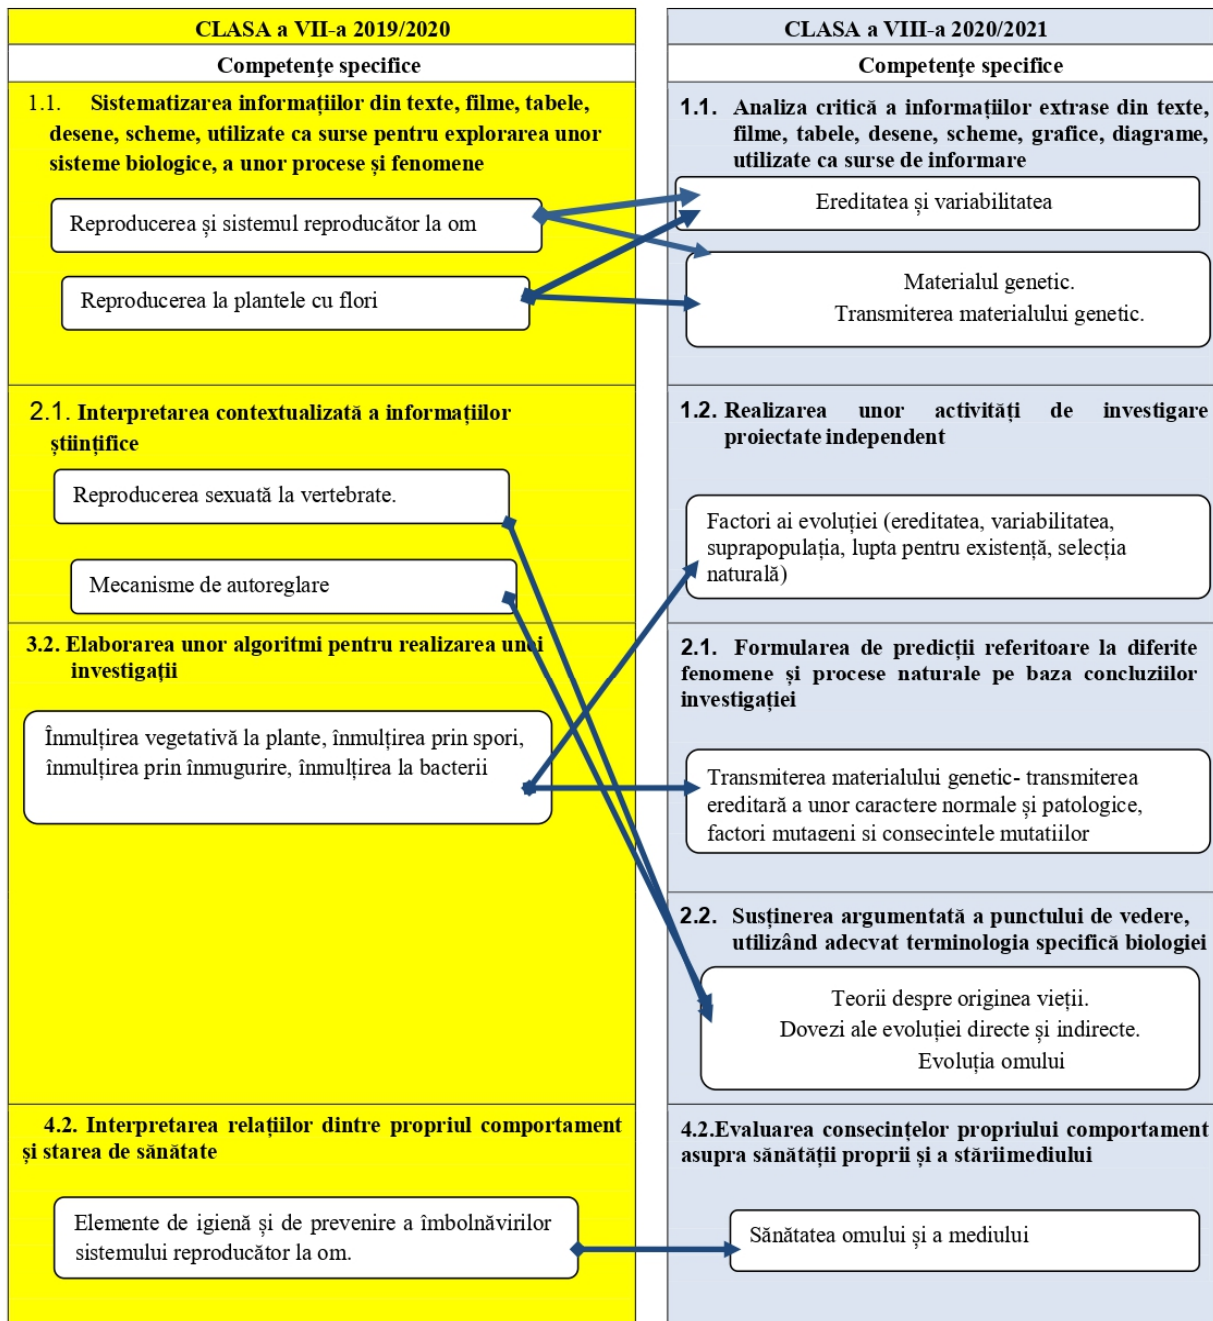 CLASA a VII-a 2019/2020
Competențe specifice
1.1. Sistematizarea informațiilor din texte, filme, tabele,
desene, scheme, utilizate ca surse pentru explorarea unor
sisteme biologice, a unor procese și fenomene
Reproducerea și sistemul reproducător la om
Reproducerea la plantele cu flori
2.1. Interpretarea contextualizată a informațiilor
științifice
Reproducerea sexuată la vertebrate.
Mecanisme de autoreglare
3.2. Elaborarea unor algoritmi pentru realizarea unei
investigații
Înmulțirea vegetativă la plante, înmulțirea prin spori,
înmulțirea prin înmugurire, înmulțirea la bacterii
4.2. Interpretarea relațiilor dintre propriul comportament
și starea de sănătate
Elemente de igienă și de prevenire a îmbolnăvirilor
sistemului reproducător la om.
CLASA a VIII-a 2020/2021
Competențe specifice
1.1. Analiza critică a informațiilor extrase din texte,
filme, tabele, desene, scheme, grafice, diagrame,
utilizate ca surse de informare
Ereditatea și variabilitatea
Materialul genetic.
Transmiterea materialului genetic.
1.2. Realizarea unor activități de investigare
proiectate independent
Factori ai evoluției (ereditatea, variabilitatea,
suprapopulația, lupta pentru existență, selecția
naturală)
2.1. Formularea de predicții referitoare la diferite
fenomene și procese naturale pe baza concluziilor
investigației
Transmiterea materialului genetic- transmiterea
ereditară a unor caractere normale și patologice,
factori mutageni si consecintele mutatiilor
2.2. Susținerea argumentată a punctului de vedere,
utilizând adecvat terminologia specifică biologiei
Teorii despre originea vieții.
Dovezi ale evoluției directe și indirecte.
Evoluția omului
4.2.Evaluarea consecințelor propriului comportament
asupra sănătății proprii și a stăriimediului
Sănătatea omului și a mediului